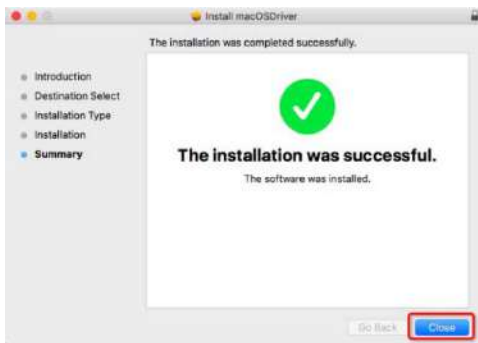 Install macOSDriver
The installation was completed successfully.
Introduction
Destination Select
Installation Type
Installation
Summary
The installation was successful.
The software was installed.
Go Back
Close